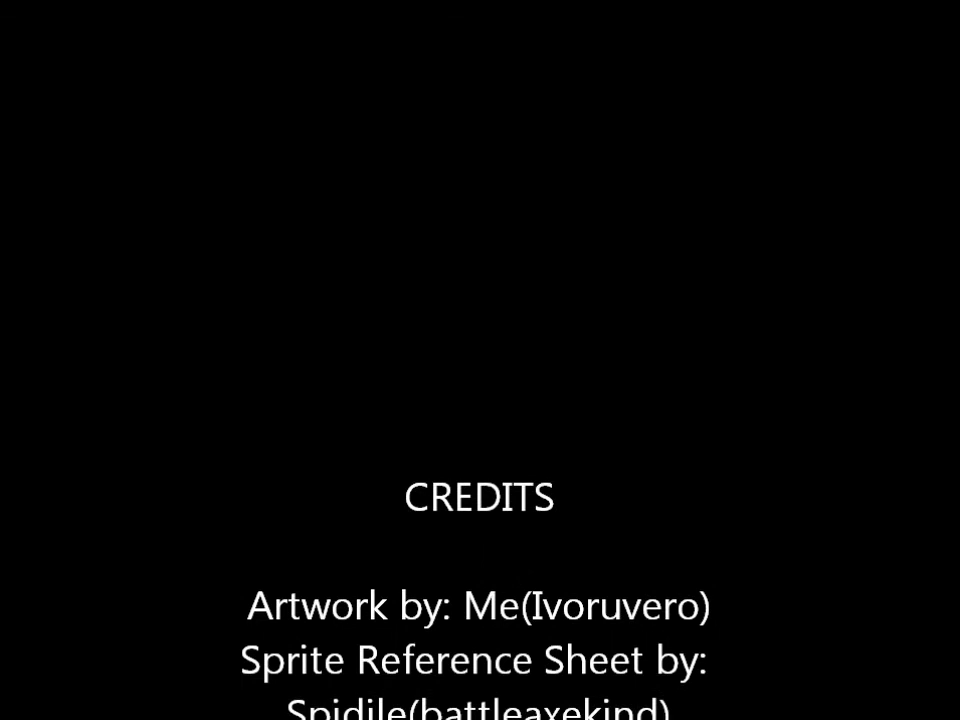 CREDITS
Artwork by: Me(Ivoruvero)
Sprite Reference Sheet by:
Spidile(battleaxekind)